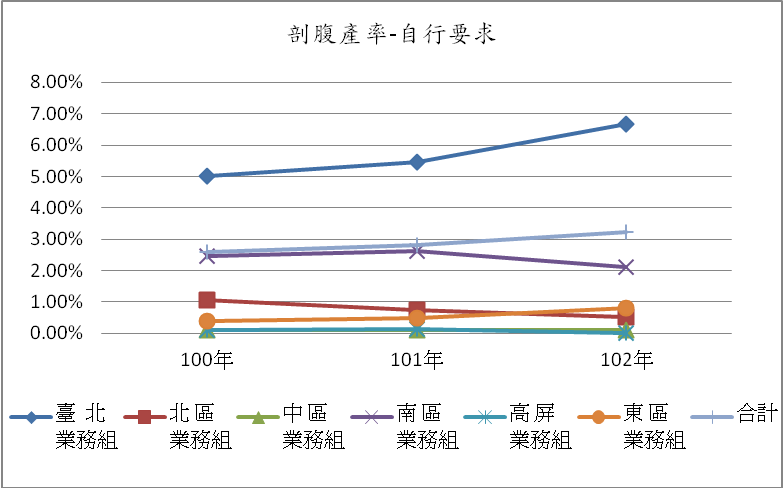 剖腹產率-自行要求
8.00%
7.00%
6.00%
5.00%
4.00%
3.00%
2.00%
1.00%
0.00%
100年 101年 102年
臺 北 北 區 中 區 南 區 高 屏 東 區 合計
業務組 業務組 業務組 業務組 業務組 業務組